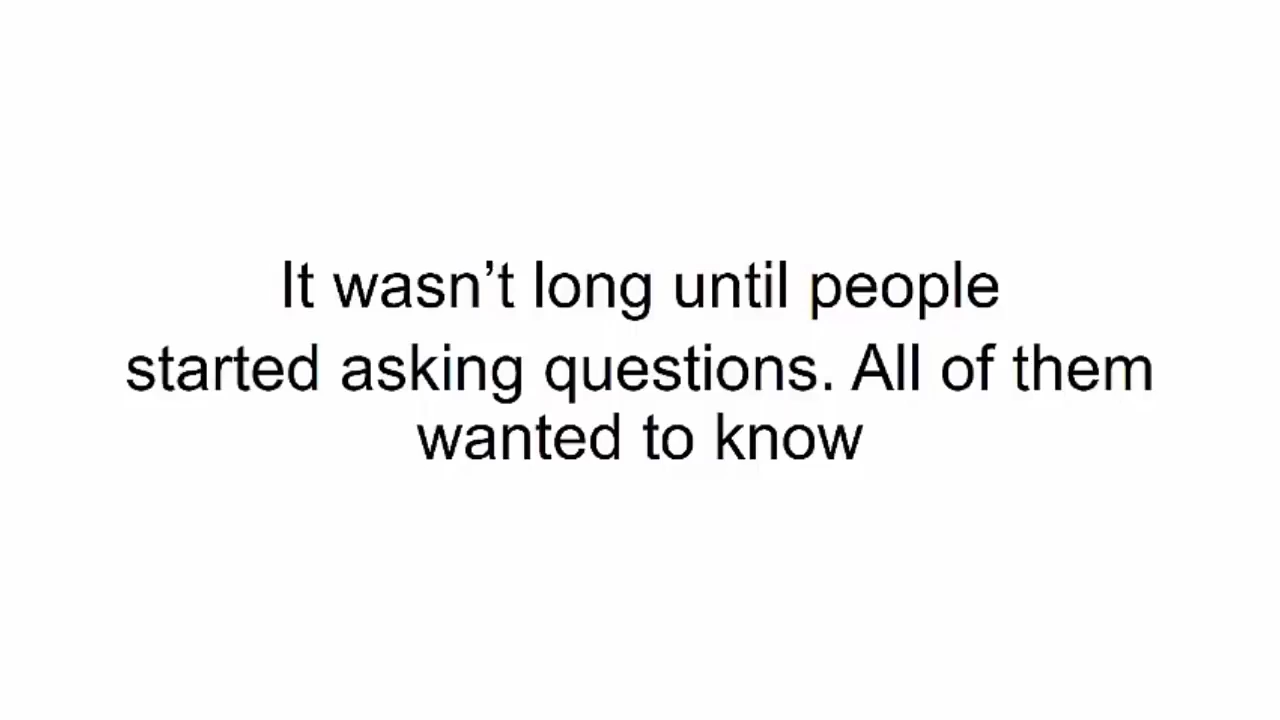 It wasn’t long until people
started asking questions. All of them
wanted to know